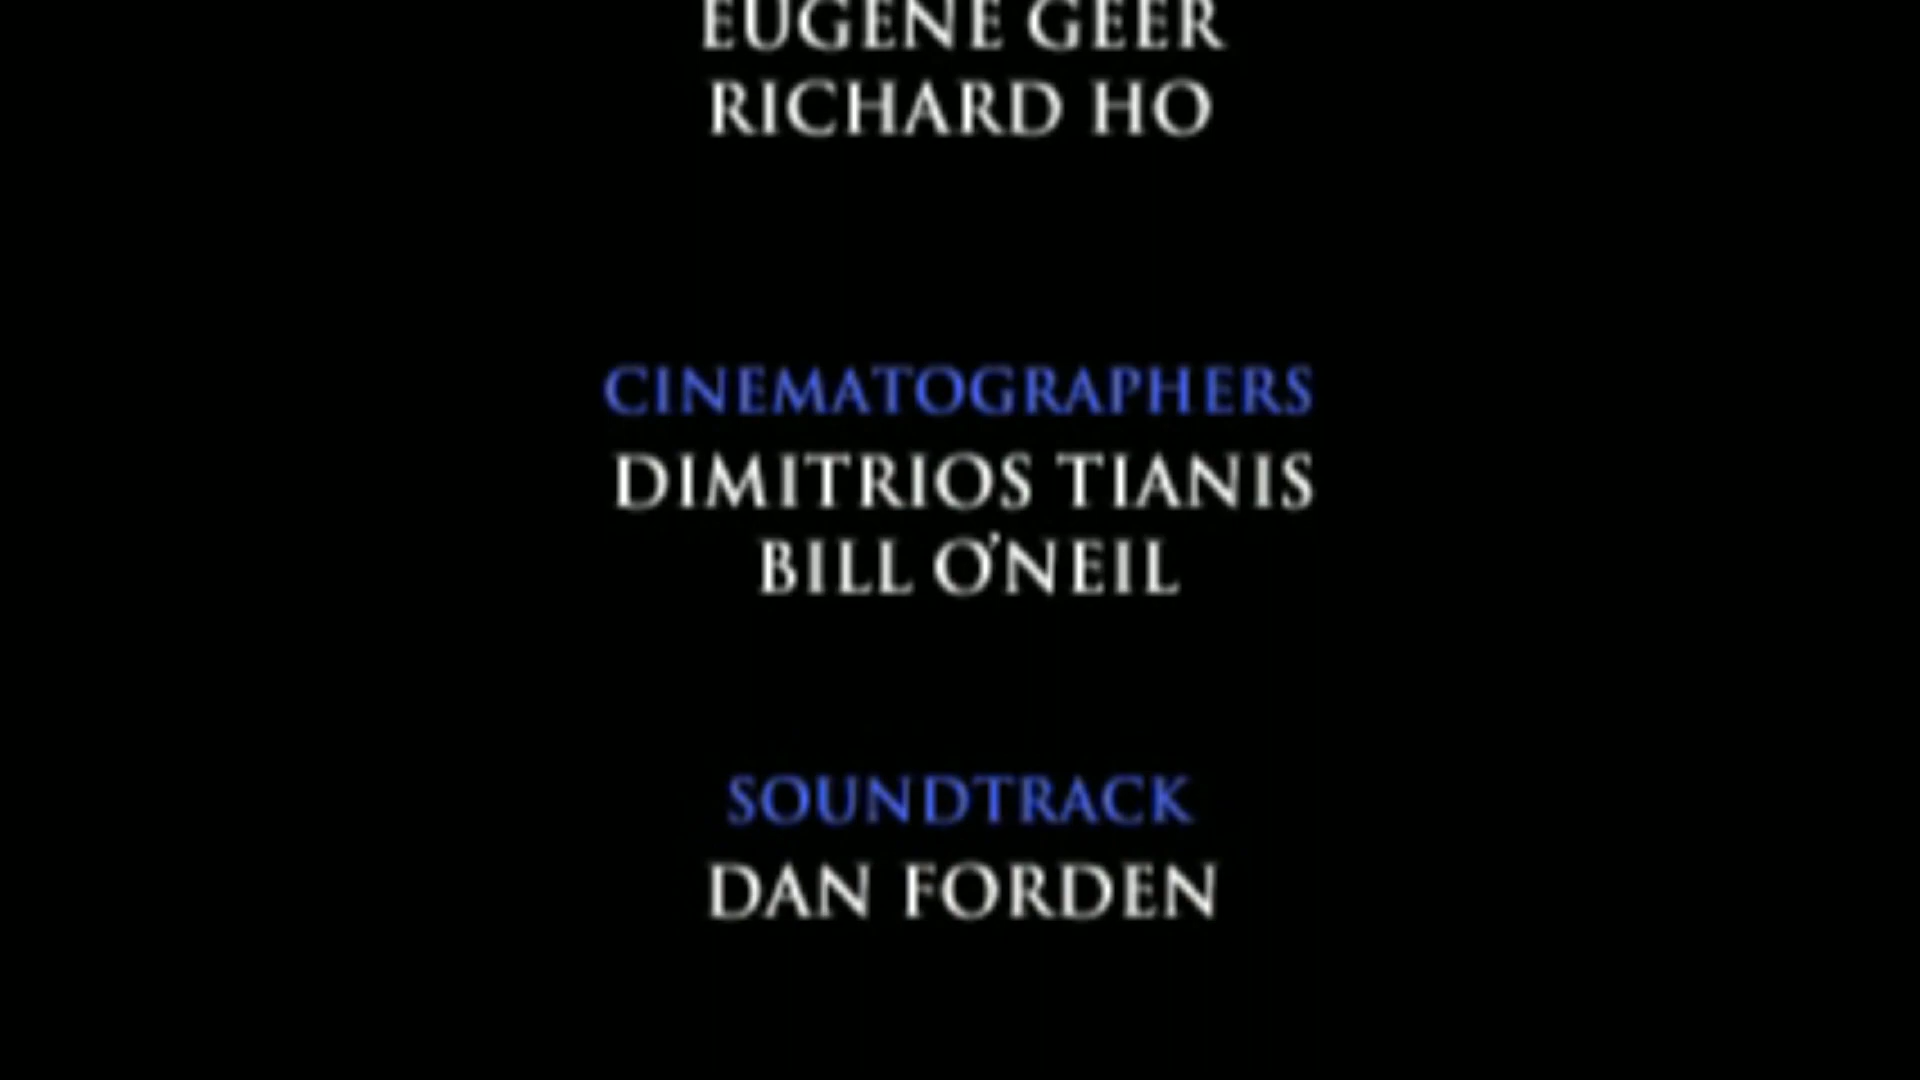 EUGENE GEER
RICHARD HO
CINEMATOGRAPHERS
DIMITRIOS TIANIS
BILL O'NEIL
SOUNDTRACK
DAN FORDEN